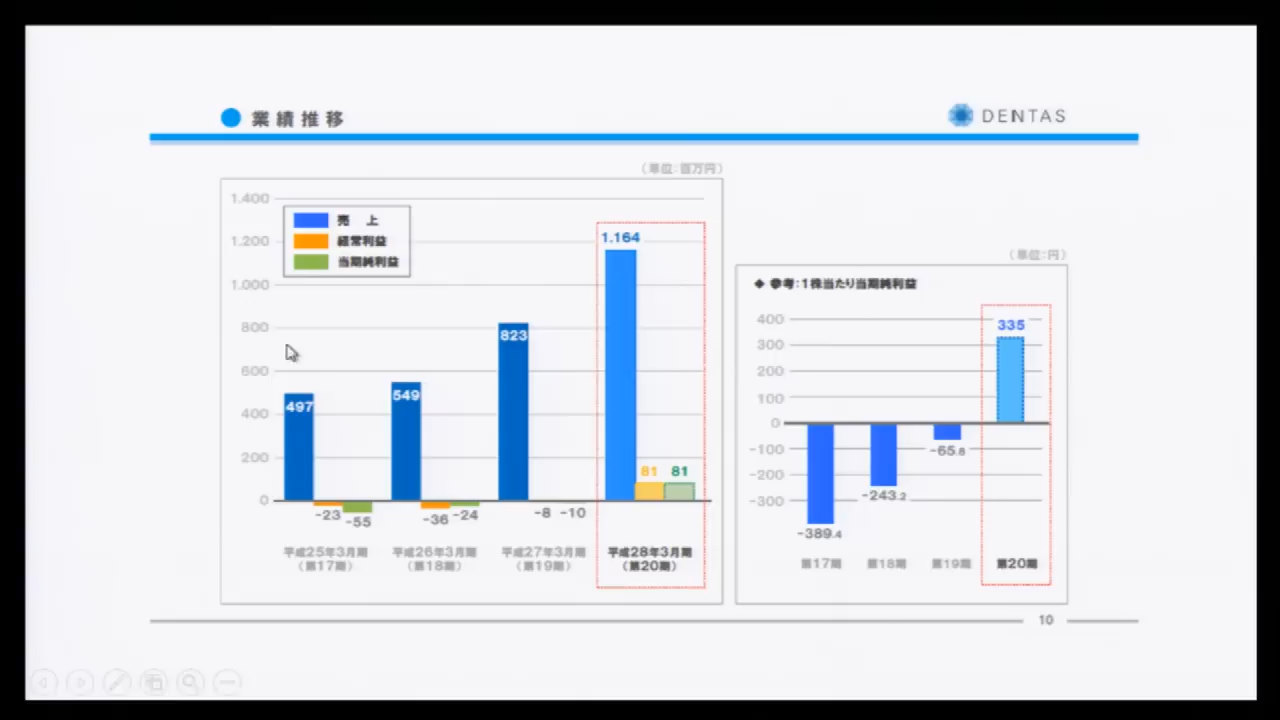 業績推移
DENTAS
（単位：百万円）
1.400
1.200
1.000
800
600
400
200
0
売 上
経常利益
当期純利益
497
549
823
1.164
81
81
-23
-55
-36
-24
-8
-10
平成25年3月期
（第17期）
平成26年3月期
（第18期）
平成27年3月期
（第19期）
平成28年3月期
（第20期）
（単位：円）
◆ 参考：1株当たり当期純利益
400
300
200
100
0
-100
-200
-300
335
-65.8
-243.2
-389.4
第17期
第18期
第19期
第20期
10